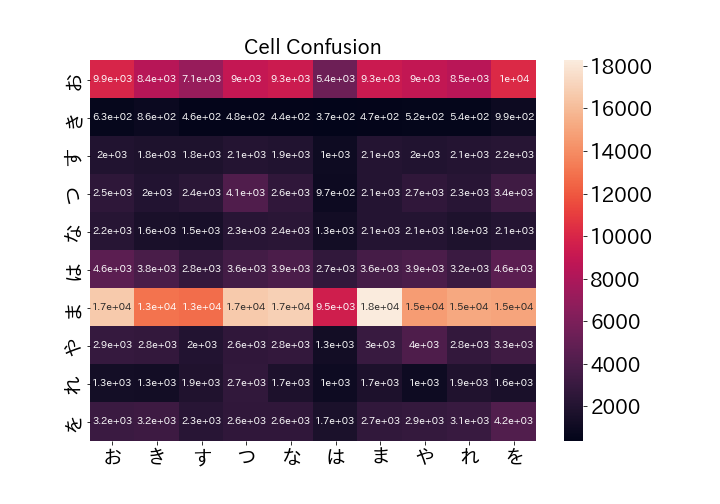 Cell Confusion
お 9.9e+03 8.4e+03 7.1e+03 9e+03 9.3e+03 5.4e+03 9.3e+03 9e+03 8.5e+03 1e+04
き 6.3e+02 8.6e+02 4.6e+02 4.8e+02 4.4e+02 3.7e+02 4.7e+02 5.2e+02 5.4e+02 9.9e+02
す 2e+03 1.8e+03 1.8e+03 2.1e+03 1.9e+03 1e+03 2.1e+03 2e+03 2.1e+03 2.2e+03
つ 2.5e+03 2e+03 2.4e+03 4.1e+03 2.6e+03 9.7e+02 2.1e+03 2.7e+03 2.3e+03 3.4e+03
な 2.2e+03 1.6e+03 1.5e+03 2.3e+03 2.4e+03 1.3e+03 2.1e+03 2.1e+03 1.8e+03 2.1e+03
は 4.6e+03 3.8e+03 2.8e+03 3.6e+03 3.9e+03 2.7e+03 3.6e+03 3.9e+03 3.2e+03 4.6e+03
ま 1.7e+04 1.3e+04 1.3e+04 1.7e+04 1.7e+04 9.5e+03 1.8e+04 1.5e+04 1.5e+04 1.5e+04
や 2.9e+03 2.8e+03 2e+03 2.6e+03 2.8e+03 1.3e+03 3e+03 4e+03 2.8e+03 3.3e+03
れ 1.3e+03 1.3e+03 1.9e+03 2.7e+03 1.7e+03 1e+03 1.7e+03 1e+03 1.9e+03 1.6e+03
を 3.2e+03 3.2e+03 2.3e+03 2.6e+03 2.6e+03 1.7e+03 2.7e+03 2.9e+03 3.1e+03 4.2e+03
お き す つ な は ま や れ を
18000
16000
14000
12000
10000
8000
6000
4000
2000